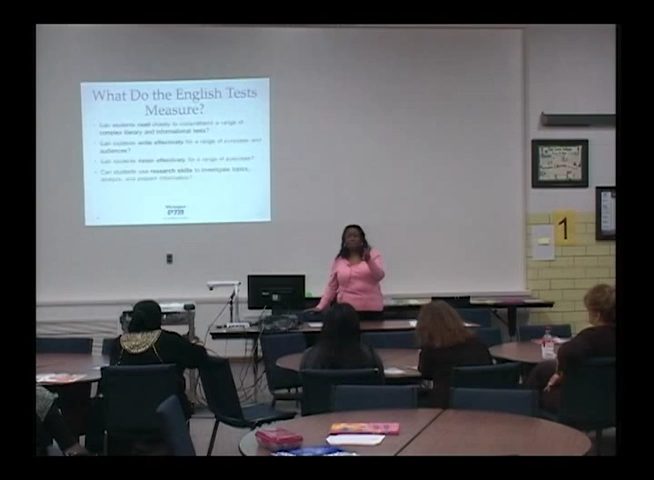 What Do the English Tests
Measure?
• Can students read closely to comprehend a range of
complex literary and informational texts?
• Can students write effectively for a range of purposes and
audiences?
• Can students listen effectively for a range of purposes?
• Can students use research skills to investigate topics,
analyze, and present information?
PTA
1